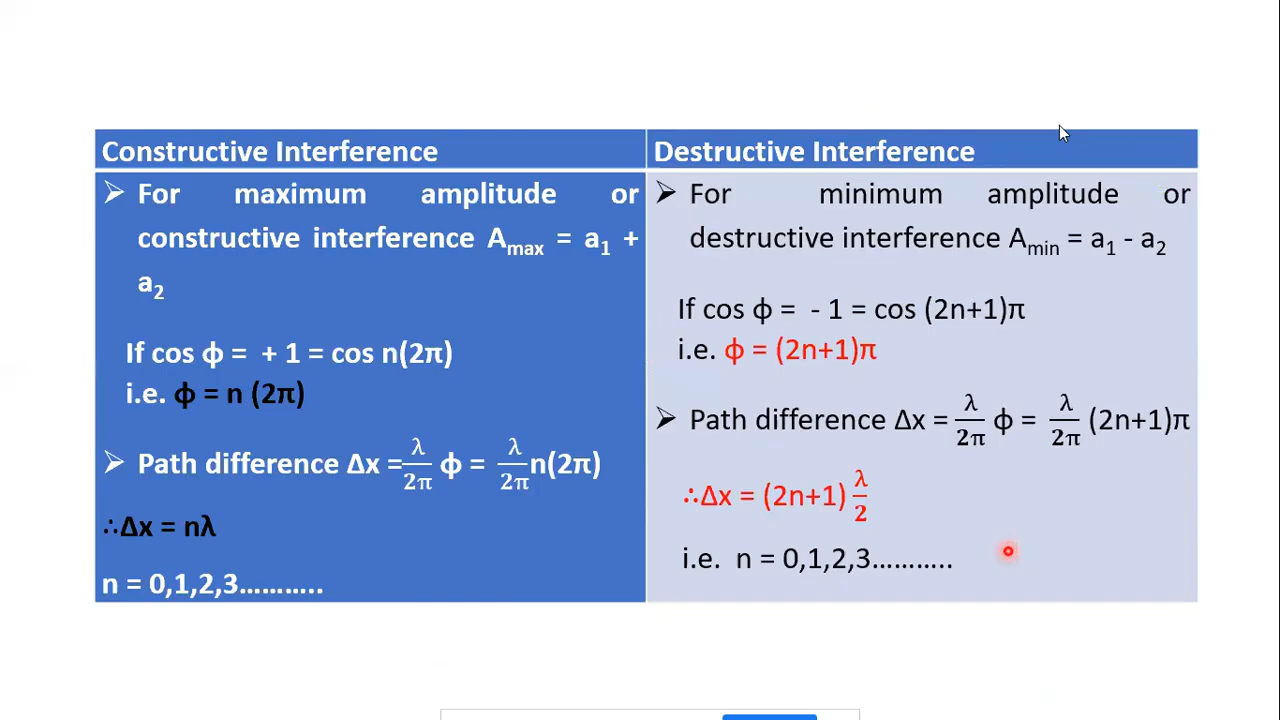 Constructive Interference
➢ For maximum amplitude or
constructive interference Amax = a1 +
a2
If cos ϕ = + 1 = cos n(2π)
i.e. ϕ = n (2π)
➢ Path difference Δx =λ/2π ϕ = λ/2π n(2π)
∴Δx = nλ
n = 0,1,2,3………..
Destructive Interference
➢ For minimum amplitude or
destructive interference Amin = a1 - a2
If cos ϕ = - 1 = cos (2n+1)π
i.e. ϕ = (2n+1)π
➢ Path difference Δx = λ/2π ϕ = λ/2π (2n+1)π
∴Δx = (2n+1) λ/2
i.e. n = 0,1,2,3………..